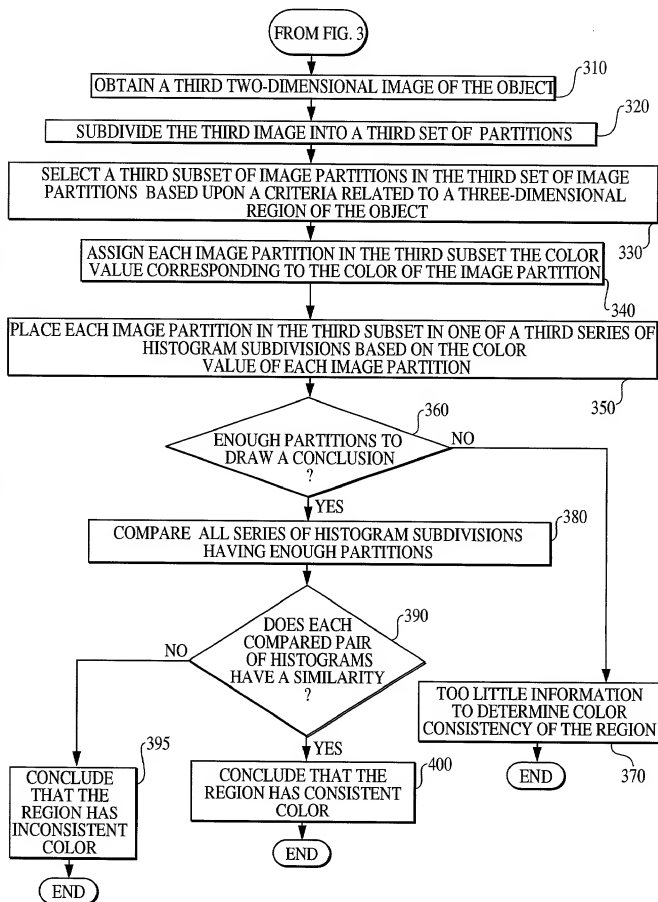 FROM FIG. 3
310
OBTAIN A THIRD TWO-DIMENSIONAL IMAGE OF THE OBJECT
320
SUBDIVIDE THE THIRD IMAGE INTO A THIRD SET OF PARTITIONS
SELECT A THIRD SUBSET OF IMAGE PARTITIONS IN THE THIRD SET OF IMAGE
PARTITIONS BASED UPON A CRITERIA RELATED TO A THREE-DIMENSIONAL
REGION OF THE OBJECT
330
ASSIGN EACH IMAGE PARTITION IN THE THIRD SUBSET THE COLOR
VALUE CORRESPONDING TO THE COLOR OF THE IMAGE PARTITION
340
PLACE EACH IMAGE PARTITION IN THE THIRD SUBSET IN ONE OF A THIRD SERIES OF
HISTOGRAM SUBDIVISIONS BASED ON THE COLOR
VALUE OF EACH IMAGE PARTITION
350
360
ENOUGH PARTITIONS TO
DRAW A CONCLUSION
?
NO
YES
380
COMPARE ALL SERIES OF HISTOGRAM SUBDIVISIONS
HAVING ENOUGH PARTITIONS
390
DOES EACH
COMPARED PAIR
OF HISTOGRAMS
HAVE A SIMILARITY
?
NO
YES
TOO LITTLE INFORMATION
TO DETERMINE COLOR
CONSISTENCY OF THE REGION
370
END
395
CONCLUDE
THAT THE
REGION HAS
INCONSISTENT
COLOR
END
400
CONCLUDE THAT THE
REGION HAS CONSISTENT
COLOR
END